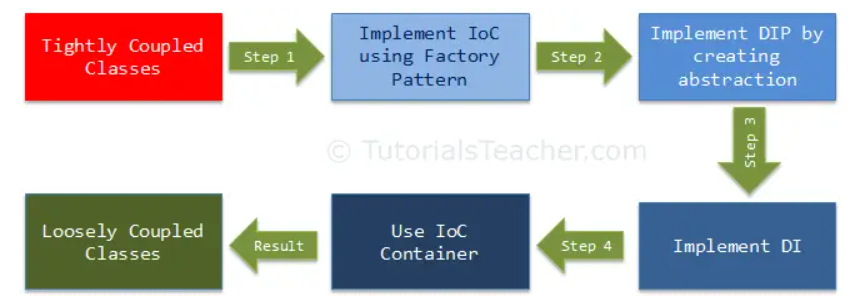 Tightly Coupled
Classes
Step 1
Implement IoC
using Factory
Pattern
Step 2
Implement DIP by
creating
abstraction
Step 3
© TutorialsTeacher.com
Implement DI
Step 4
Use IoC
Container
Result
Loosely Coupled
Classes